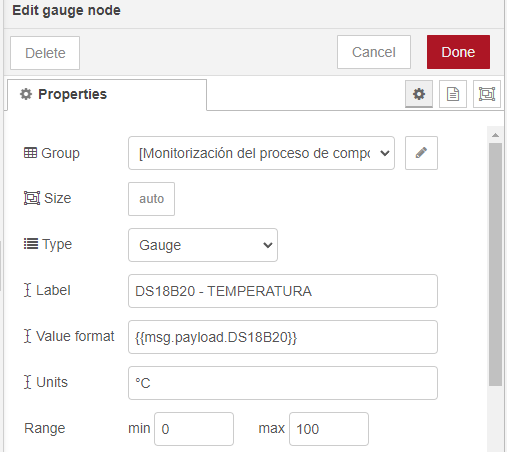 Edit gauge node
Delete Cancel Done
Properties
Group [Monitorización del proceso de compo
Size auto
Type Gauge
Label DS18B20 - TEMPERATURA
Value format {{msg.payload.DS18B20}}
Units °C
Range min 0 max 100